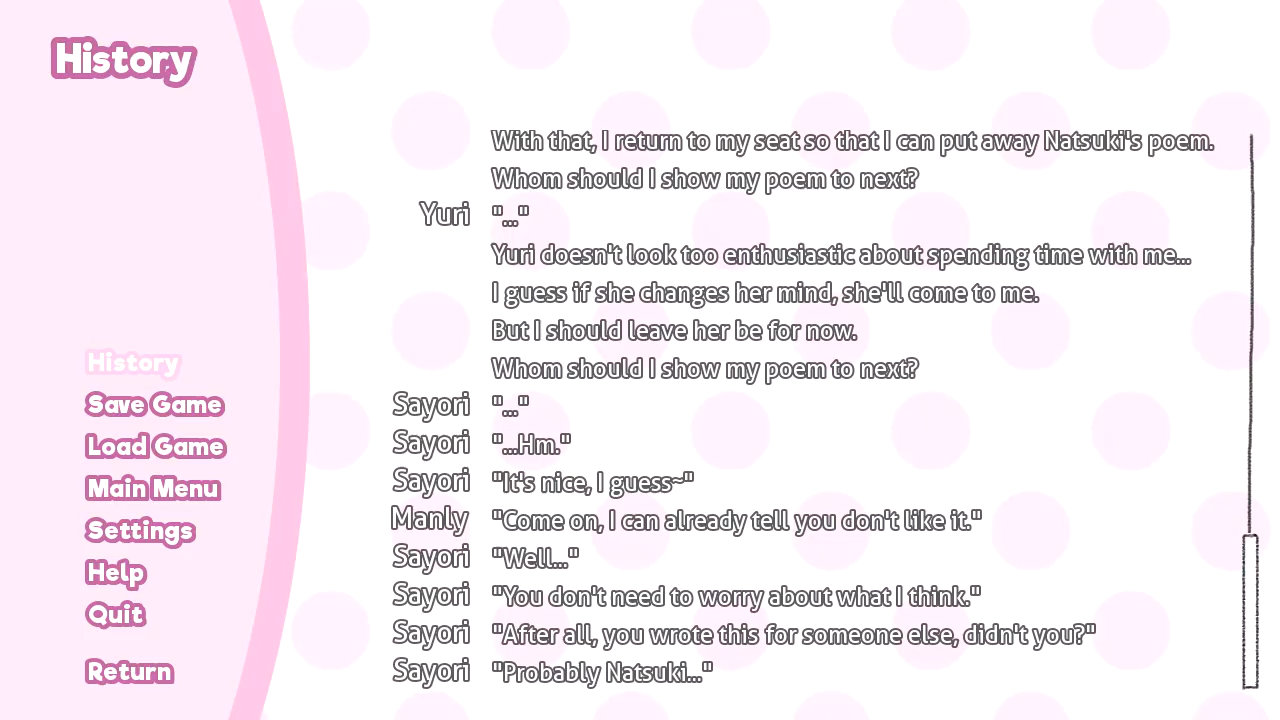 History
With that, I return to my seat so that I can put away Natsuki's poem.
Whom should I show my poem to next?
Yuri "..."
Yuri doesn't look too enthusiastic about spending time with me...
I guess if she changes her mind, she'll come to me.
But I should leave her be for now.
Whom should I show my poem to next?
Sayori "..."
Sayori "...Hm."
Sayori "It's nice, I guess~"
Manly "Come on, I can already tell you don't like it."
Sayori "Well..."
Sayori "You don't need to worry about what I think."
Sayori "After all, you wrote this for someone else, didn't you?"
Sayori "Probably Natsuki..."
History
Save Game
Load Game
Main Menu
Settings
Help
Quit
Return